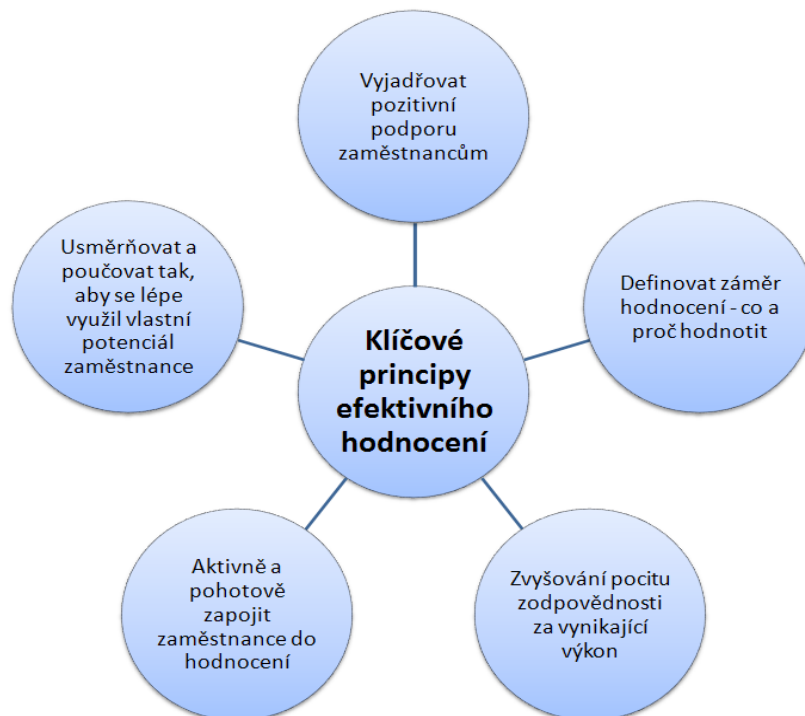 Vyjadřovat
pozitivní
podporu
zaměstnancům
Usměrňovat a
poučovat tak,
aby se lépe
využil vlastní
potenciál
zaměstnance
Definovat záměr
hodnocení - co a
proč hodnotit
Klíčové
principy
efektivního
hodnocení
Aktivně a
pohotově
zapojit
zaměstnance do
hodnocení
Zvyšování pocitu
zodpovědnosti
za vynikající
výkon